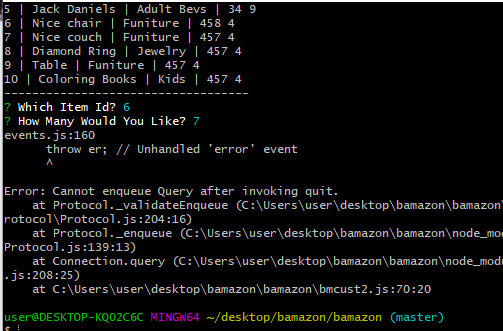 5 | Jack Daniels | Adult Bevs | 34 9
6 | Nice chair | Funiture | 458 4
7 | Nice couch | Funiture | 457 4
8 | Diamond Ring | Jewelry | 457 4
9 | Table | Funiture | 457 4
10 | Coloring Books | Kids | 457 4
-----------------------------------
? Which Item Id? 6
? How Many Would You Like? 7
events.js:160
throw er; // Unhandled 'error' event
^
Error: Cannot enqueue Query after invoking quit.
at Protocol._validateEnqueue (C:\Users\user\desktop\bamazon\bamazon\
rotocol\Protocol.js:204:16)
at Protocol._enqueue (C:\Users\user\desktop\bamazon\bamazon\node_mod
Protocol.js:139:13)
at Connection.query (C:\Users\user\desktop\bamazon\bamazon\node_modu
.js:208:25)
at C:\Users\user\desktop\bamazon\bamazon\bmcust2.js:70:20
user@DESKTOP-KQO2C6C MINGW64 ~/desktop/bamazon/bamazon (master)
$